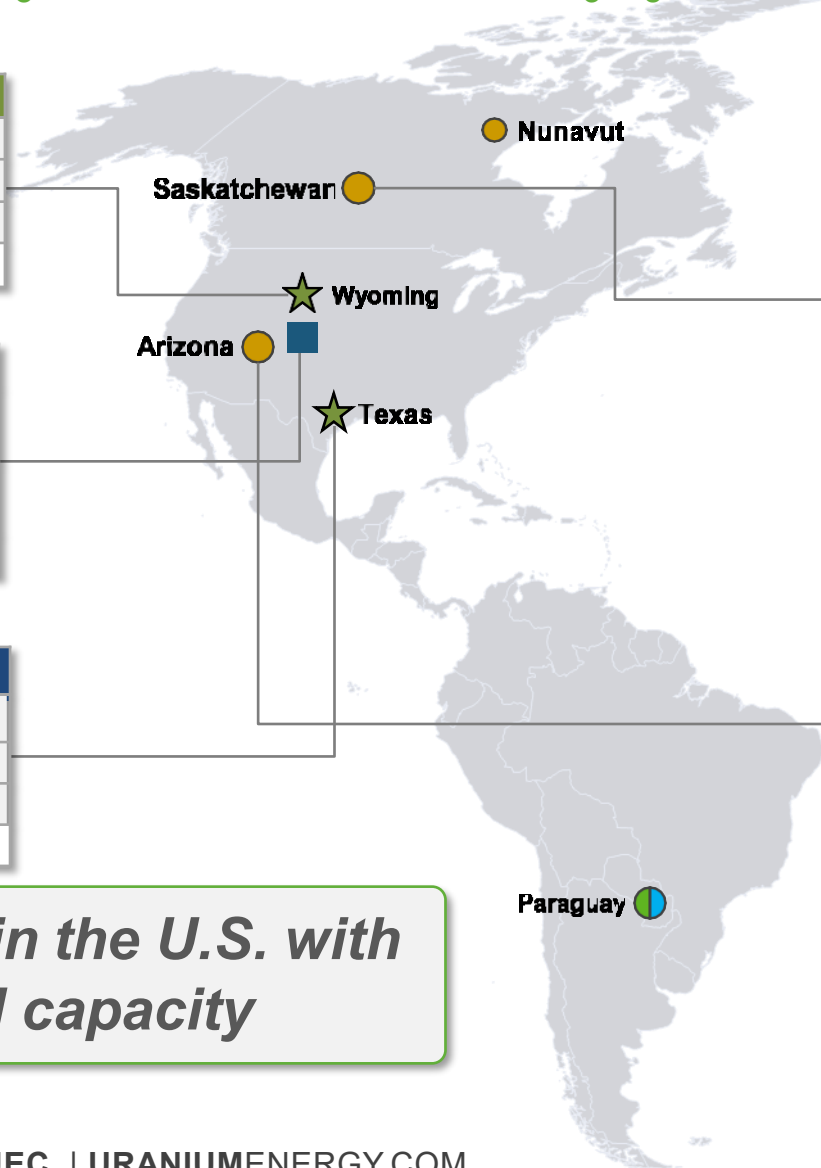 Nunavut
Saskatchewan
Wyoming
Arizona
Texas
Paraguay
in the U.S. with
capacity
| URANIUMENERGY.COM